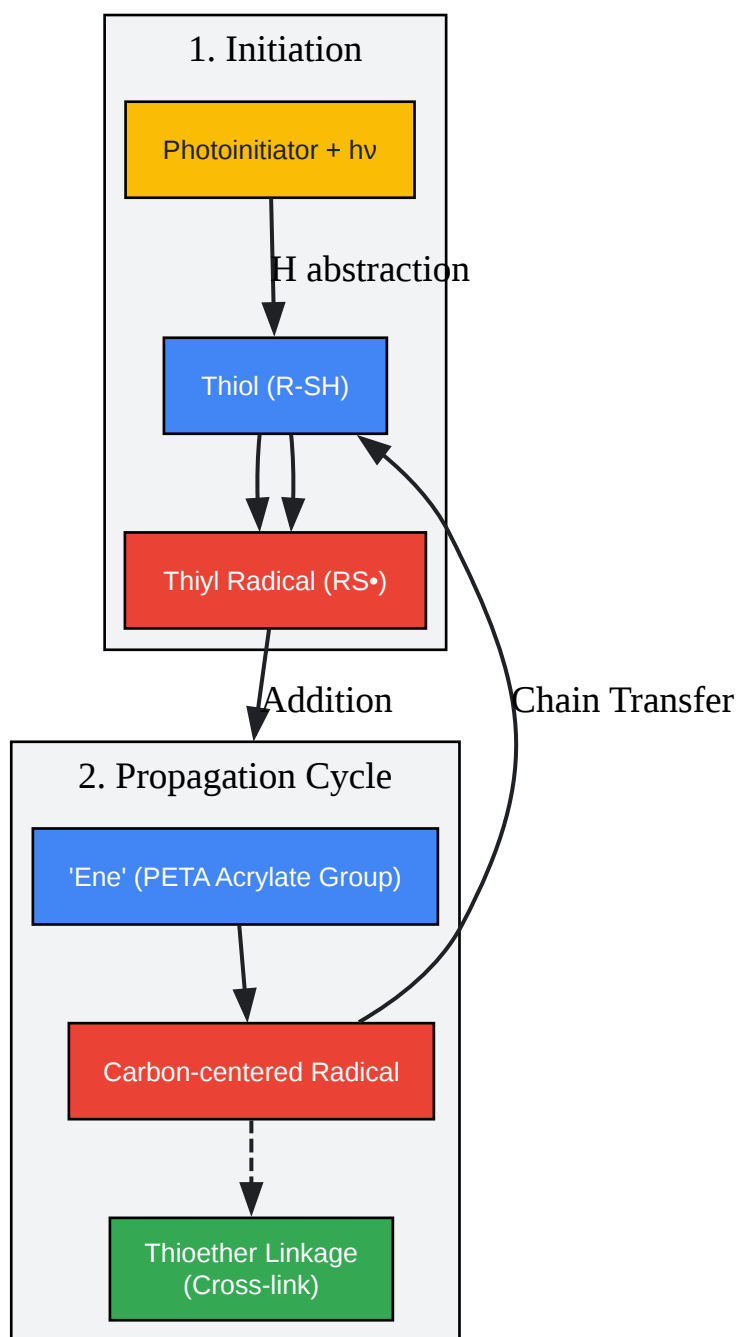 1. Initiation
Photoinitiator + hν
H abstraction
Thiol (R-SH)
Thiyl Radical (RS•)
Addition
Chain Transfer
2. Propagation Cycle
'Ene' (PETA Acrylate Group)
Carbon-centered Radical
Thioether Linkage
(Cross-link)